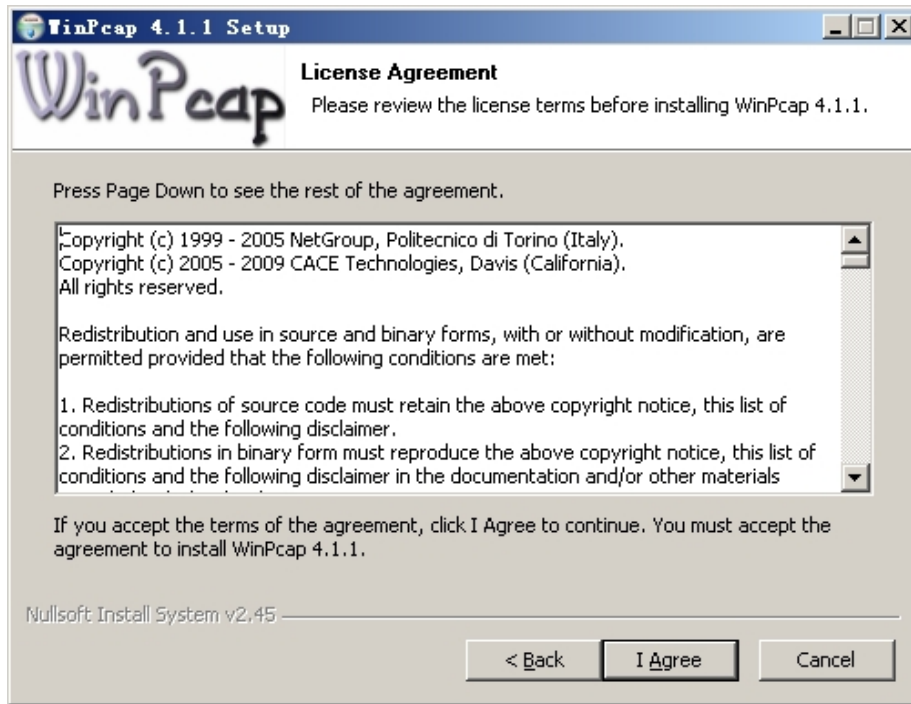 WinPcap 4.1.1 Setup
WinPcap
License Agreement
Please review the license terms before installing WinPcap 4.1.1.
Press Page Down to see the rest of the agreement.
Copyright (c) 1999 - 2005 NetGroup, Politecnico di Torino (Italy).
Copyright (c) 2005 - 2009 CACE Technologies, Davis (California).
All rights reserved.
Redistribution and use in source and binary forms, with or without modification, are
permitted provided that the following conditions are met:
1. Redistributions of source code must retain the above copyright notice, this list of
conditions and the following disclaimer.
2. Redistributions in binary form must reproduce the above copyright notice, this list of
conditions and the following disclaimer in the documentation and/or other materials
If you accept the terms of the agreement, click I Agree to continue. You must accept the
agreement to install WinPcap 4.1.1.
Nullsoft Install System v2.45
< Back
I Agree
Cancel